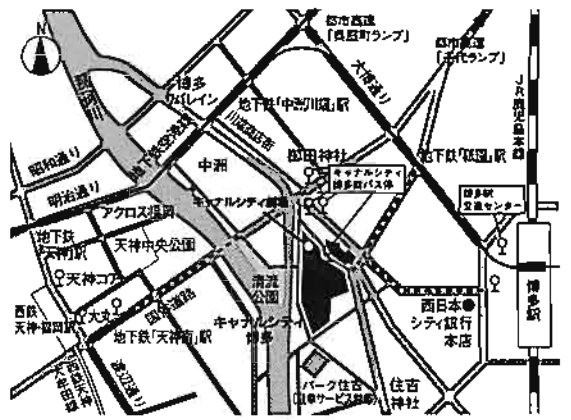 N
都市高速
「呉服町ランプ」
都市高速
「千代ランプ」
大博通り
JR鹿児島本線
博多
リバレイン
那珂川
地下鉄「中洲川端」駅
川端商店街
地下鉄空港線
中洲
櫛田神社
地下鉄「祇園」駅
昭和通り
明治通り
キャナルシティ
博多前バス停
博多駅
交通センター
キャナルシティ劇場
アクロス福岡
地下鉄
「天神」駅
天神中央公園
天神コア
清流
公園
国体道路
大丸
西鉄
天神・福岡駅
地下鉄「天神南」駅
キャナルシティ
博多
西日本
シティ銀行
本店
博多駅
西鉄天神
大牟田線
渡辺通り
パーク住吉
住吉
神社